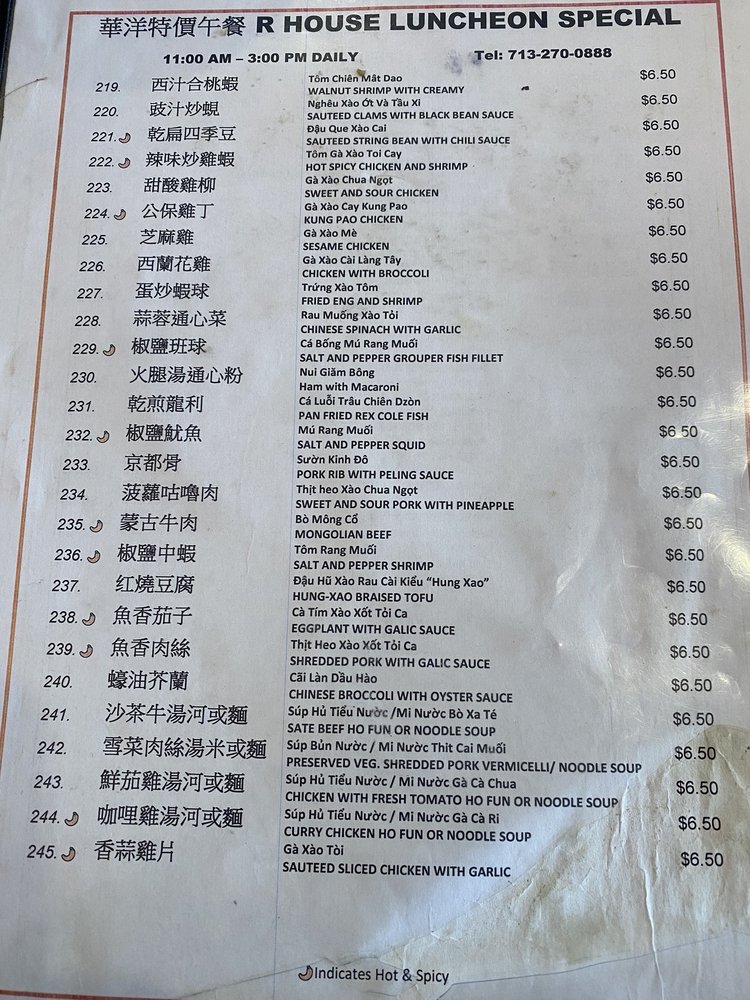 華洋特價午餐 R HOUSE LUNCHEON SPECIAL
11:00 AM – 3:00 PM DAILY Tel: 713-270-0888
219. 西汁合桃蝦 Tôm Chiên Mật Dao $6.50
WALNUT SHRIMP WITH CREAMY
220. 豉汁炒蜆 Nghêu Xào Ớt Và Tầu Xi $6.50
SAUTEED CLAMS WITH BLACK BEAN SAUCE
221. 乾扁四季豆 Đậu Que Xào Cai $6.50
SAUTEED STRING BEAN WITH CHILI SAUCE
222. 辣味炒雞蝦 Tôm Gà Xào Toi Cay $6.50
HOT SPICY CHICKEN AND SHRIMP
223. 甜酸雞柳 Gà Xào Chua Ngọt $6.50
SWEET AND SOUR CHICKEN
224. 公保雞丁 Gà Xào Cay Kung Pao $6.50
KUNG PAO CHICKEN
225. 芝麻雞 Gà Xào Mè $6.50
SESAME CHICKEN
226. 西蘭花雞 Gà Xào Cài Làng Tây $6.50
CHICKEN WITH BROCCOLI
227. 蛋炒蝦球 Trứng Xào Tôm $6.50
FRIED ENG AND SHRIMP
228. 蒜蓉通心菜 Rau Muống Xào Tỏi $6.50
CHINESE SPINACH WITH GARLIC
229. 椒鹽班球 Cá Bống Mú Rang Muối $6.50
SALT AND PEPPER GROUPER FISH FILLET
230. 火腿湯通心粉 Nui Giăm Bông $6.50
Ham with Macaroni
231. 乾煎龍利 Cá Luỗi Trâu Chiên Dzòn $6.50
PAN FRIED REX COLE FISH
232. 椒鹽魷魚 Mú Rang Muối $6.50
SALT AND PEPPER SQUID
233. 京都骨 Sườn Kinh Đô $6.50
PORK RIB WITH PELING SAUCE
234. 菠蘿咕嚕肉 Thịt heo Xào Chua Ngọt $6.50
SWEET AND SOUR PORK WITH PINEAPPLE
235. 蒙古牛肉 Bò Mông Cổ $6.50
MONGOLIAN BEEF
236. 椒鹽中蝦 Tôm Rang Muối $6.50
SALT AND PEPPER SHRIMP
237. 红燒豆腐 Đậu Hũ Xào Rau Cài Kiểu “Hung Xao” $6.50
HUNG-XAO BRAISED TOFU
238. 魚香茄子 Cà Tím Xào Xốt Tỏi Ca $6.50
EGGPLANT WITH GALIC SAUCE
239. 魚香肉絲 Thịt Heo Xào Xốt Tỏi Ca $6.50
SHREDDED PORK WITH GALIC SAUCE
240. 蠔油芥蘭 Cãi Làn Dầu Hào $6.50
CHINESE BROCCOLI WITH OYSTER SAUCE
241. 沙茶牛湯河或麵 Súp Hủ Tiểu Nước /Mi Nước Bò Xa Té $6.50
SATE BEEF HO FUN OR NOODLE SOUP
242. 雪菜肉絲湯米或麵 Súp Bủn Nước / Mi Nước Thit Cai Muối $6.50
PRESERVED VEG. SHREDDED PORK VERMICELLI/ NOODLE SOUP
243. 鮮茄雞湯河或麵 Súp Hủ Tiểu Nước / Mi Nước Gà Cà Chua $6.50
CHICKEN WITH FRESH TOMATO HO FUN OR NOODLE SOUP
244. 咖哩雞湯河或麵 Súp Hủ Tiểu Nước / Mi Nước Gà Cà Ri $6.50
CURRY CHICKEN HO FUN OR NOODLE SOUP
245. 香蒜雞片 Gà Xào Tòi $6.50
SAUTEED SLICED CHICKEN WITH GARLIC
Indicates Hot & Spicy